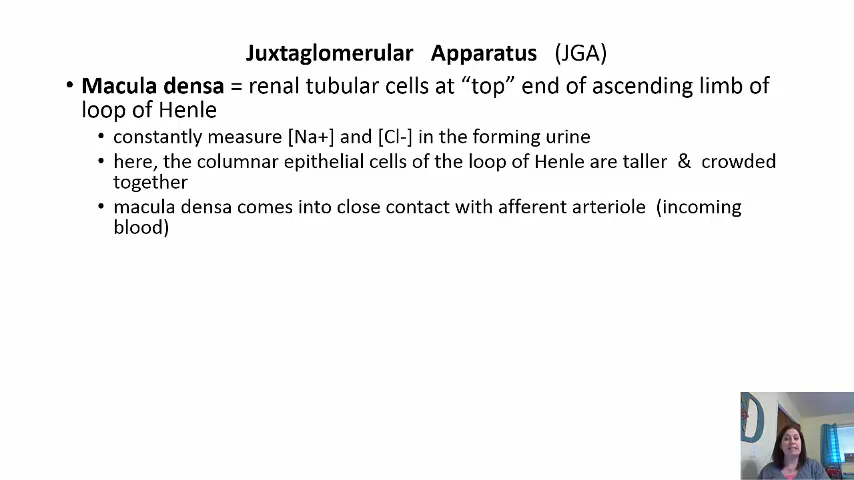 Juxtaglomerular Apparatus (JGA)
• Macula densa = renal tubular cells at “top” end of ascending limb of
loop of Henle
• constantly measure [Na+] and [Cl-] in the forming urine
• here, the columnar epithelial cells of the loop of Henle are taller & crowded
together
• macula densa comes into close contact with afferent arteriole (incoming
blood)
D